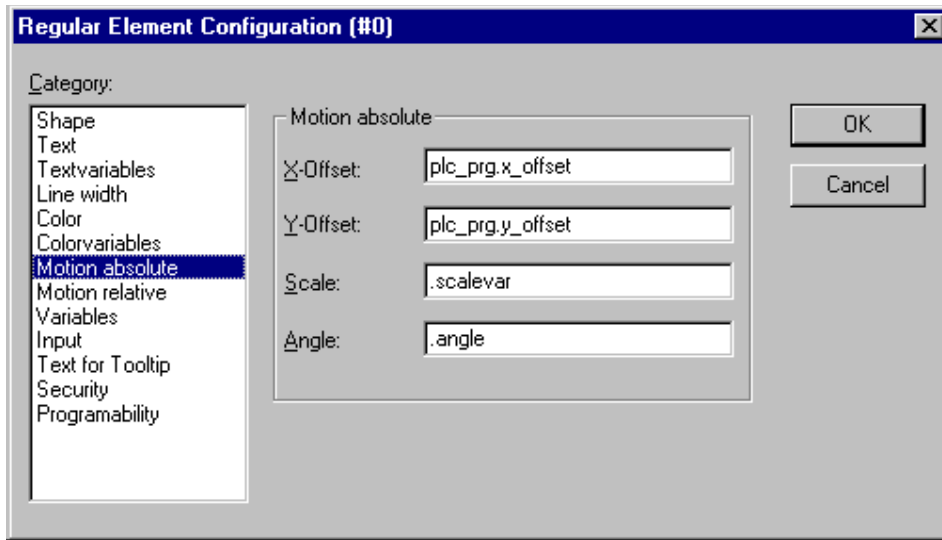 Regular Element Configuration (#0)
Category:
Shape
Text
Textvariables
Line width
Color
Colorvariables
Motion absolute
Motion relative
Variables
Input
Text for Tooltip
Security
Programability
Motion absolute
X-Offset: plc_prg.x_offset
Y-Offset: plc_prg.y_offset
Scale: .scalevar
Angle: .angle
OK
Cancel